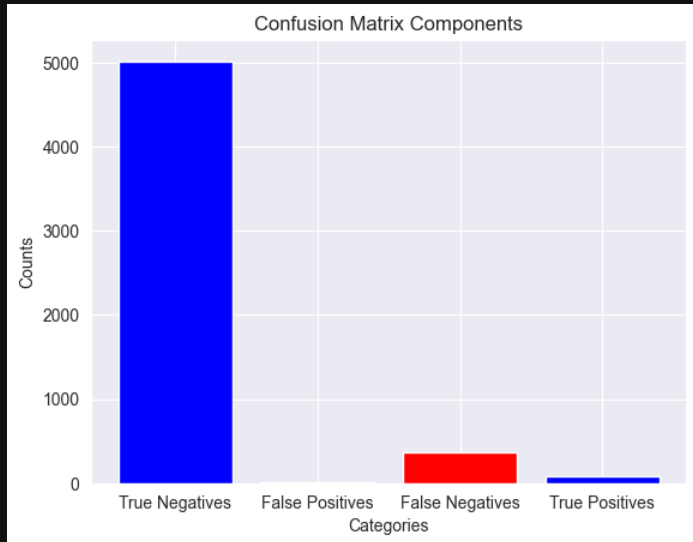 Confusion Matrix Components
5000
4000
3000
2000
1000
0
Counts
True Negatives False Positives False Negatives True Positives
Categories